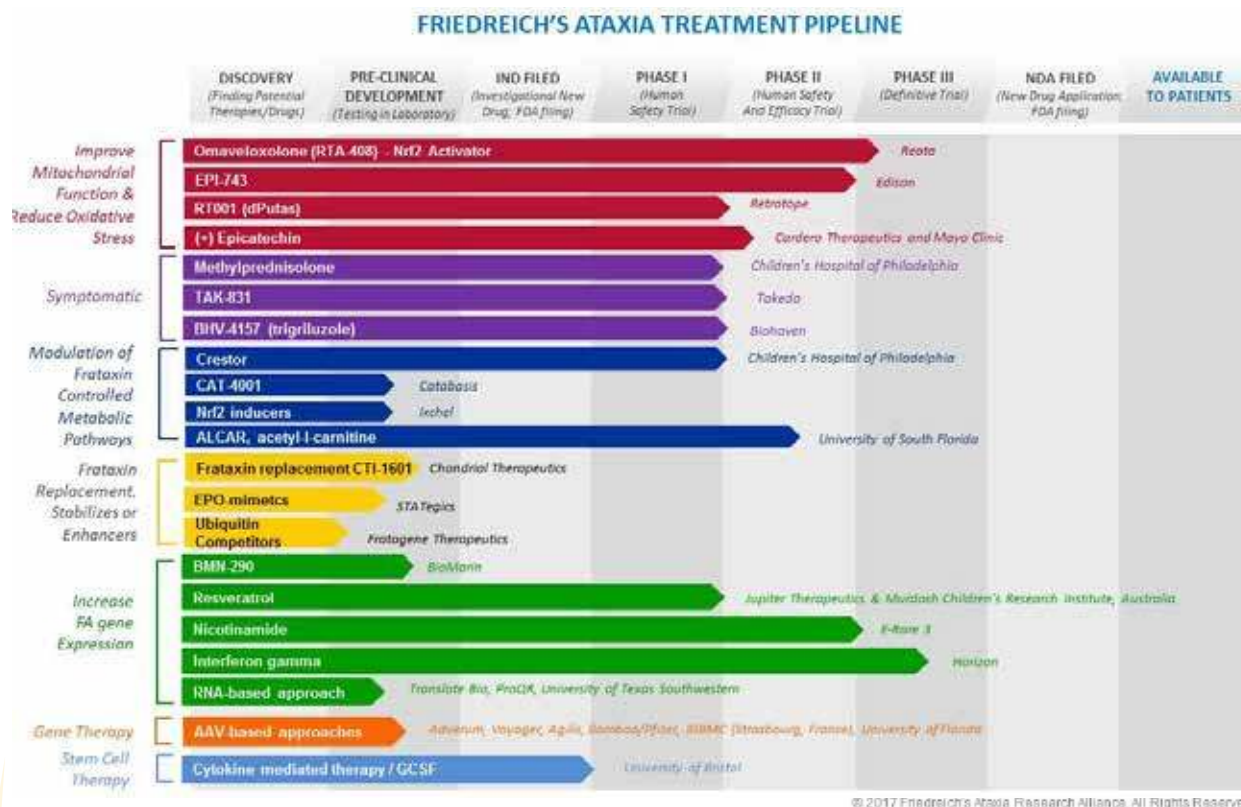 FRIEDREICH'S ATAXIA TREATMENT PIPELINE
DISCOVERY
(Finding Potential
Therapies/Drugs)
PRE-CLINICAL
DEVELOPMENT
(Testing in Laboratory)
IND FILED
(Investigational New
Drug; FDA filing)
PHASE I
(Human
Safety Trial)
PHASE II
(Human Safety
And Efficacy Trial)
PHASE III
(Definitive Trial)
NDA FILED
(New Drug Application;
FDA filing)
AVAILABLE
TO PATIENTS
Improve
Mitochondrial
Function &
Reduce Oxidative
Stress
Omaveloxolone (RTA-408) - Nrf2 Activator
Reata
EPI-743
Edison
RT001 (dPufas)
Retrotope
(+) Epicatechin
Cardero Therapeutics and Mayo Clinic
Symptomatic
Methylprednisolone
Children's Hospital of Philadelphia
TAK-831
Takeda
BHV-4157 (trigriluzole)
Biohaven
Modulation of
Frataxin
Controlled
Metabolic
Pathways
Crestor
Children's Hospital of Philadelphia
CAT-4001
Catabasis
Nrf2 inducers
Ixchel
ALCAR, acetyl-l-carnitine
University of South Florida
Frataxin
Replacement,
Stabilizes or
Enhancers
Frataxin replacement CTI-1601
Chondrial Therapeutics
EPO-mimetcs
STATegics
Ubiquitin
Competitors
Fratagene Therapeutics
Increase
FA gene
Expression
BMN-290
BioMarin
Resveratrol
Jupiter Therapeutics & Murdoch Children's Research Institute, Australia
Nicotinamide
E-Rare 3
Interferon gamma
Horizon
RNA-based approach
Translate Bio, ProQR, University of Texas Southwestern
Gene Therapy
AAV-based approaches
Adverum, Voyager, Agilis, (Strasbourg, France), University of Florida
Stem Cell
Therapy
Cytokine mediated therapy / GCSF
University of Bristol
© 2017 Friedreich's Ataxia Research Alliance. All Rights Reserve